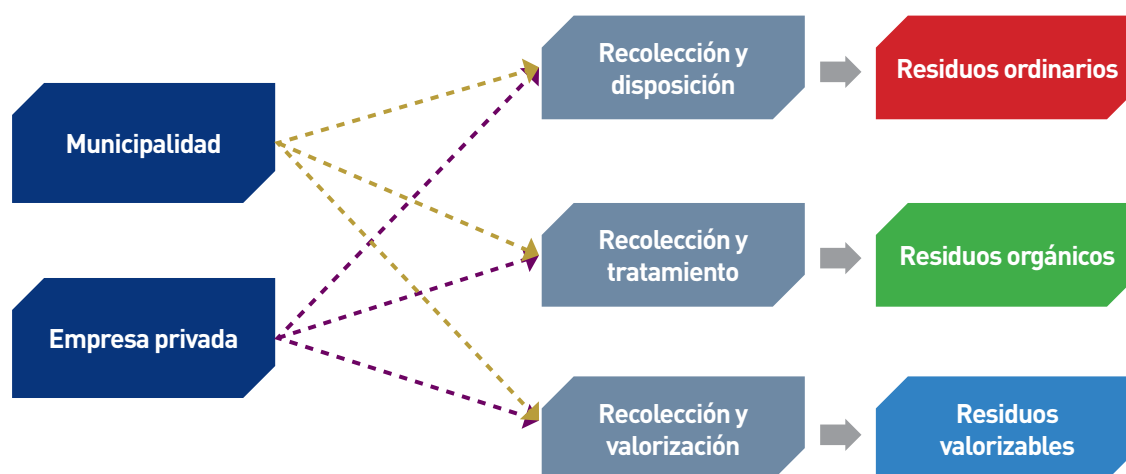 Municipalidad
Empresa privada
Recolección y
disposición
Residuos ordinarios
Recolección y
tratamiento
Residuos orgánicos
Recolección y
valorización
Residuos
valorizables